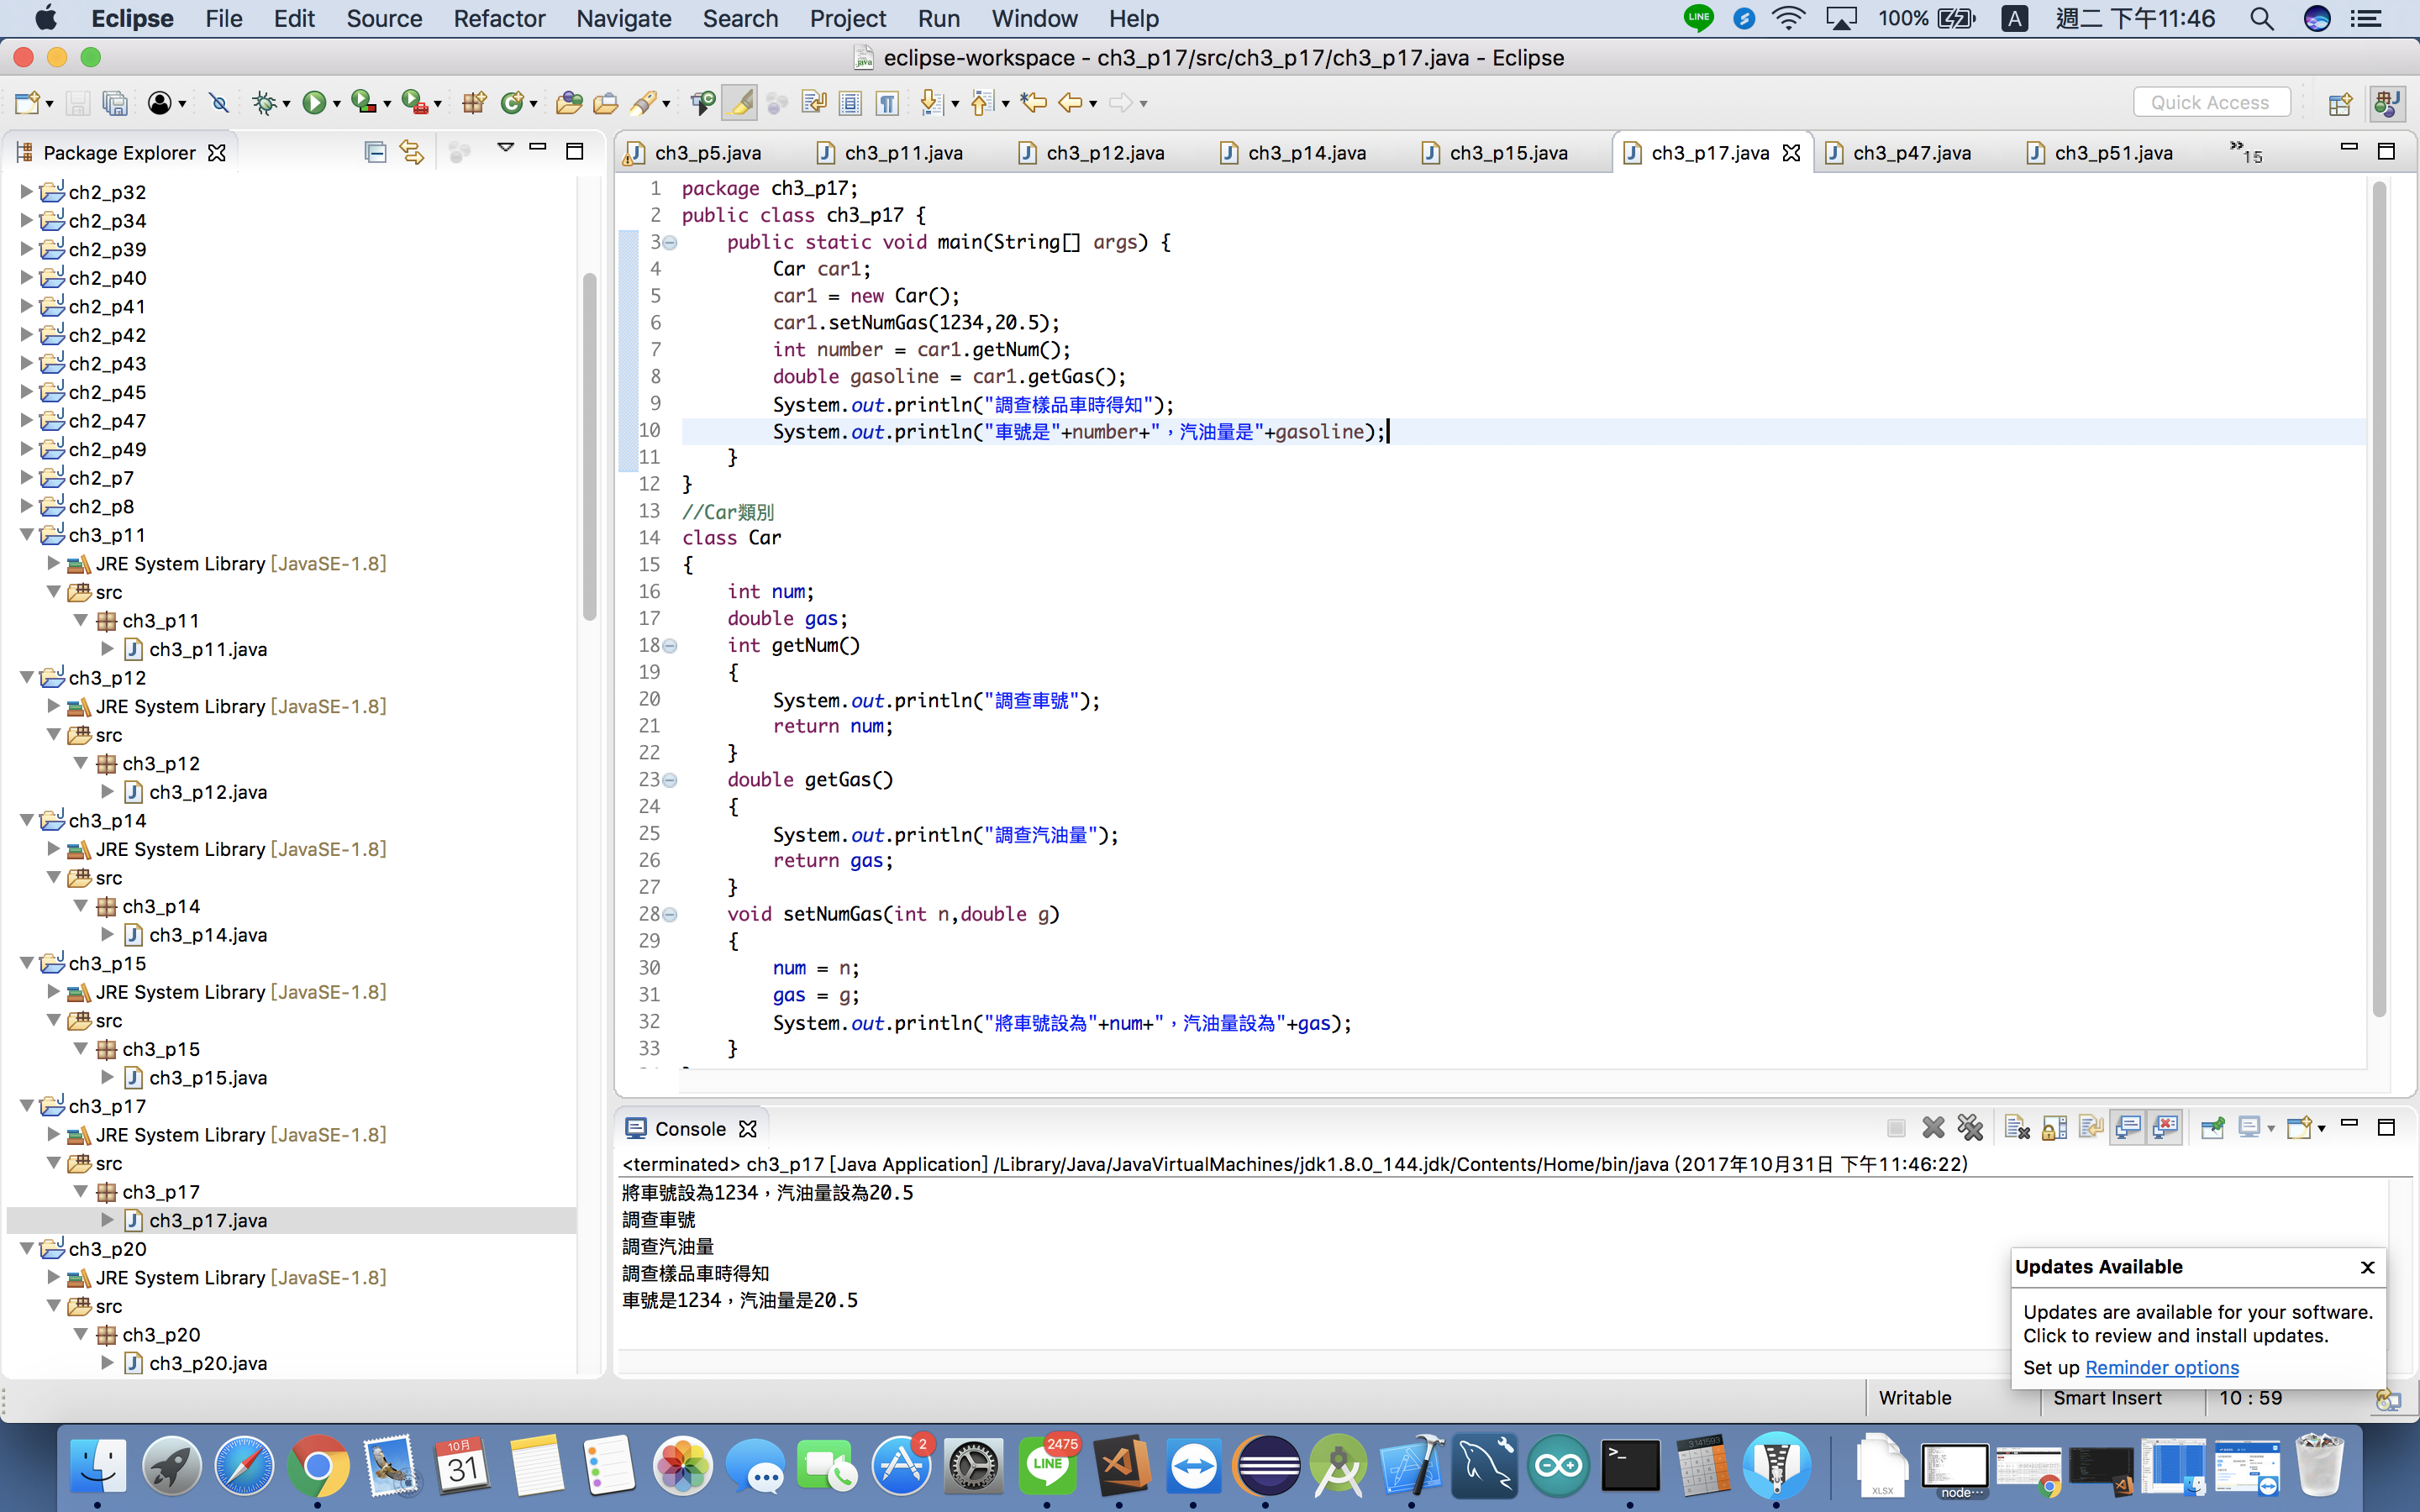 Eclipse File Edit Source Refactor Navigate Search Project Run Window Help LINE 100% A 週二 下午11:46
eclipse-workspace - ch3_p17/src/ch3_p17/ch3_p17.java - Eclipse
Quick Access
Package Explorer
ch2_p32
ch2_p34
ch2_p39
ch2_p40
ch2_p41
ch2_p42
ch2_p43
ch2_p45
ch2_p47
ch2_p49
ch2_p7
ch2_p8
ch3_p11
JRE System Library [JavaSE-1.8]
src
ch3_p11
ch3_p11.java
ch3_p12
JRE System Library [JavaSE-1.8]
src
ch3_p12
ch3_p12.java
ch3_p14
JRE System Library [JavaSE-1.8]
src
ch3_p14
ch3_p14.java
ch3_p15
JRE System Library [JavaSE-1.8]
src
ch3_p15
ch3_p15.java
ch3_p17
JRE System Library [JavaSE-1.8]
src
ch3_p17
ch3_p17.java
ch3_p20
JRE System Library [JavaSE-1.8]
src
ch3_p20
ch3_p20.java
ch3_p5.java ch3_p11.java ch3_p12.java ch3_p14.java ch3_p15.java ch3_p17.java ch3_p47.java ch3_p51.java »15
1 package ch3_p17;
2 public class ch3_p17 {
3 public static void main(String[] args) {
4 Car car1;
5 car1 = new Car();
6 car1.setNumGas(1234,20.5);
7 int number = car1.getNum();
8 double gasoline = car1.getGas();
9 System.out.println("調查樣品車時得知");
10 System.out.println("車號是"+number+"，汽油量是"+gasoline);
11 }
12 }
13 //Car類別
14 class Car
15 {
16 int num;
17 double gas;
18 int getNum()
19 {
20 System.out.println("調查車號");
21 return num;
22 }
23 double getGas()
24 {
25 System.out.println("調查汽油量");
26 return gas;
27 }
28 void setNumGas(int n,double g)
29 {
30 num = n;
31 gas = g;
32 System.out.println("將車號設為"+num+"，汽油量設為"+gas);
33 }
Console
<terminated> ch3_p17 [Java Application] /Library/Java/JavaVirtualMachines/jdk1.8.0_144.jdk/Contents/Home/bin/java (2017年10月31日 下午11:46:22)
將車號設為1234，汽油量設為20.5
調查車號
調查汽油量
調查樣品車時得知
車號是1234，汽油量是20.5
Updates Available
Updates are available for your software.
Click to review and install updates.
Set up Reminder options
Writable Smart Insert 10 : 59
10月
31
2
2475
LINE
3.141593
XLSX
node…